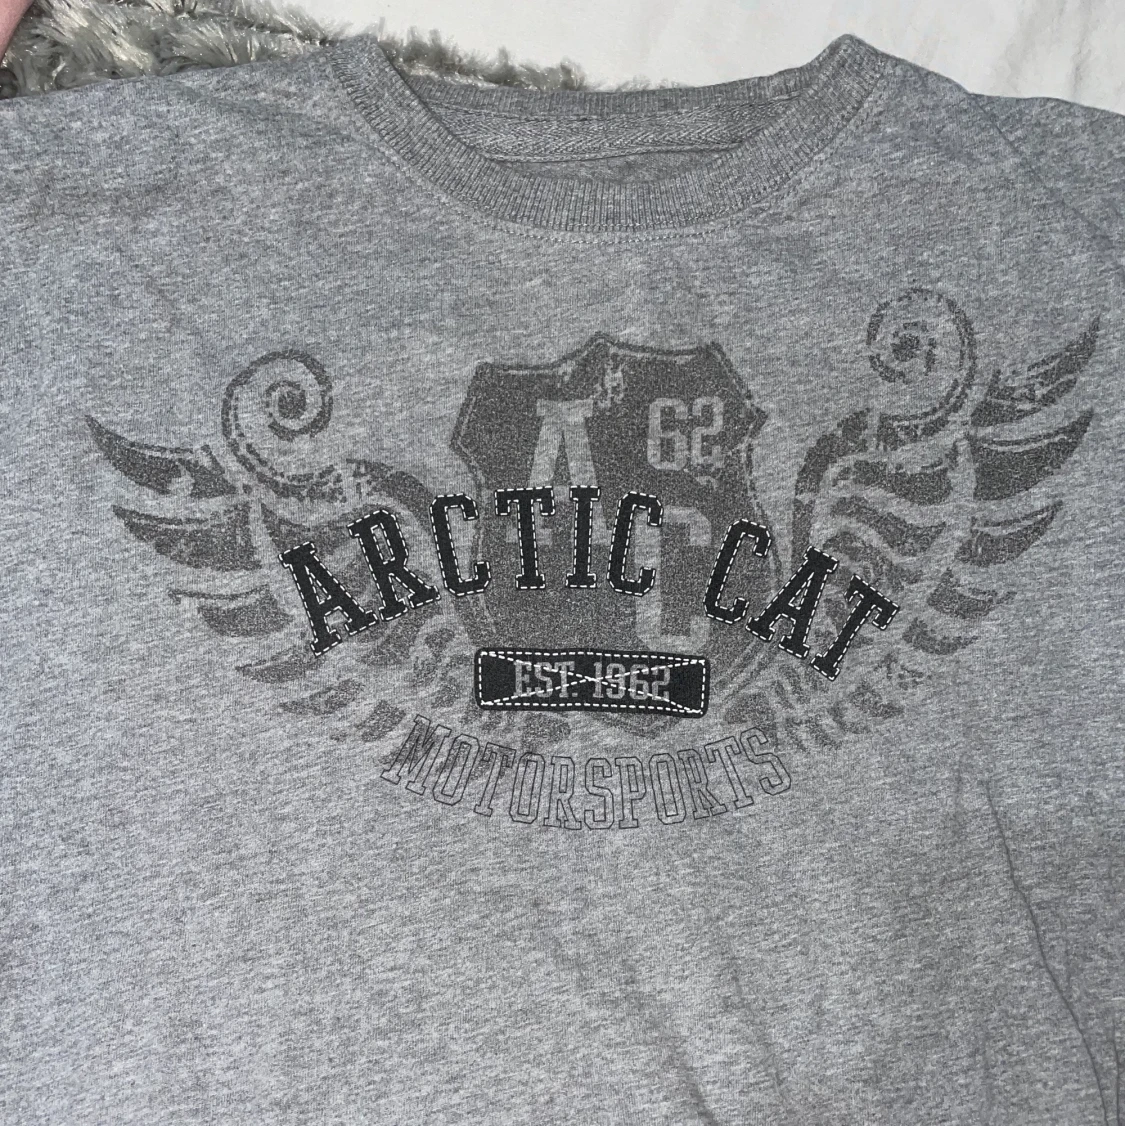 A 62
C
ARCTIC CAT
EST. 1962
MOTORSPORTS